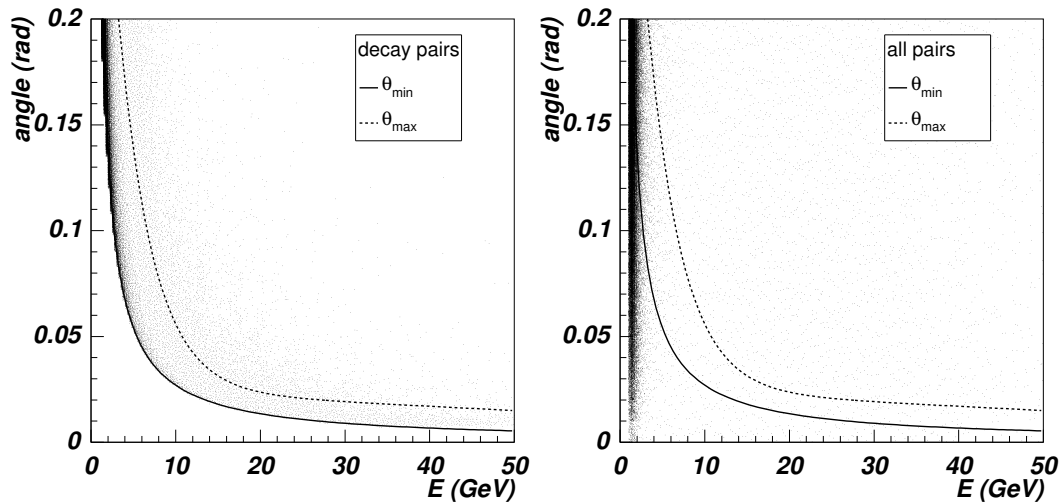 angle (rad)
0.2
0.15
0.1
0.05
0
decay pairs
θmin
θmax
0 10 20 30 40 50
E (GeV)
angle (rad)
0.2
0.15
0.1
0.05
0
all pairs
θmin
θmax
0 10 20 30 40 50
E (GeV)